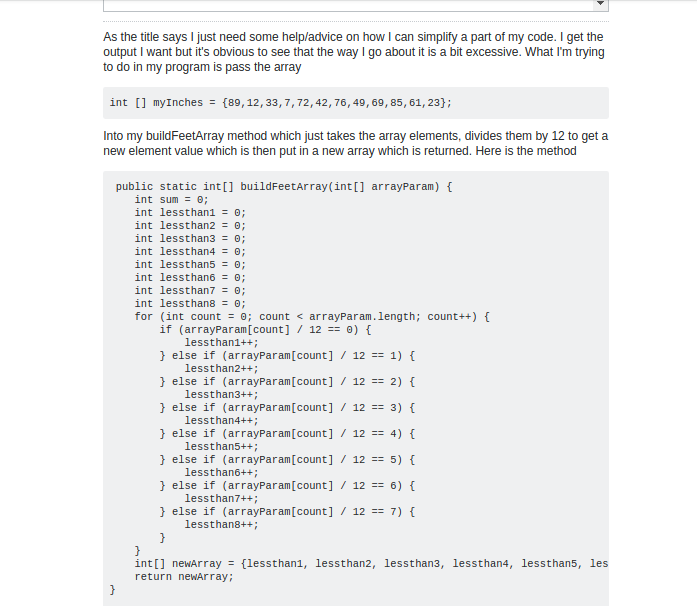 As the title says I just need some help/advice on how I can simplify a part of my code. I get the
output I want but it's obvious to see that the way I go about it is a bit excessive. What I'm trying
to do in my program is pass the array
int [] myInches = {89,12,33,7,72,42,76,49,69,85,61,23};
Into my buildFeetArray method which just takes the array elements, divides them by 12 to get a
new element value which is then put in a new array which is returned. Here is the method
public static int[] buildFeetArray(int[] arrayParam) {
int sum = 0;
int lessthan1 = 0;
int lessthan2 = 0;
int lessthan3 = 0;
int lessthan4 = 0;
int lessthan5 = 0;
int lessthan6 = 0;
int lessthan7 = 0;
int lessthan8 = 0;
for (int count = 0; count < arrayParam.length; count++) {
if (arrayParam[count] / 12 == 0) {
lessthan1++;
} else if (arrayParam[count] / 12 == 1) {
lessthan2++;
} else if (arrayParam[count] / 12 == 2) {
lessthan3++;
} else if (arrayParam[count] / 12 == 3) {
lessthan4++;
} else if (arrayParam[count] / 12 == 4) {
lessthan5++;
} else if (arrayParam[count] / 12 == 5) {
lessthan6++;
} else if (arrayParam[count] / 12 == 6) {
lessthan7++;
} else if (arrayParam[count] / 12 == 7) {
lessthan8++;
}
}
int[] newArray = {lessthan1, lessthan2, lessthan3, lessthan4, lessthan5, les
return newArray;
}